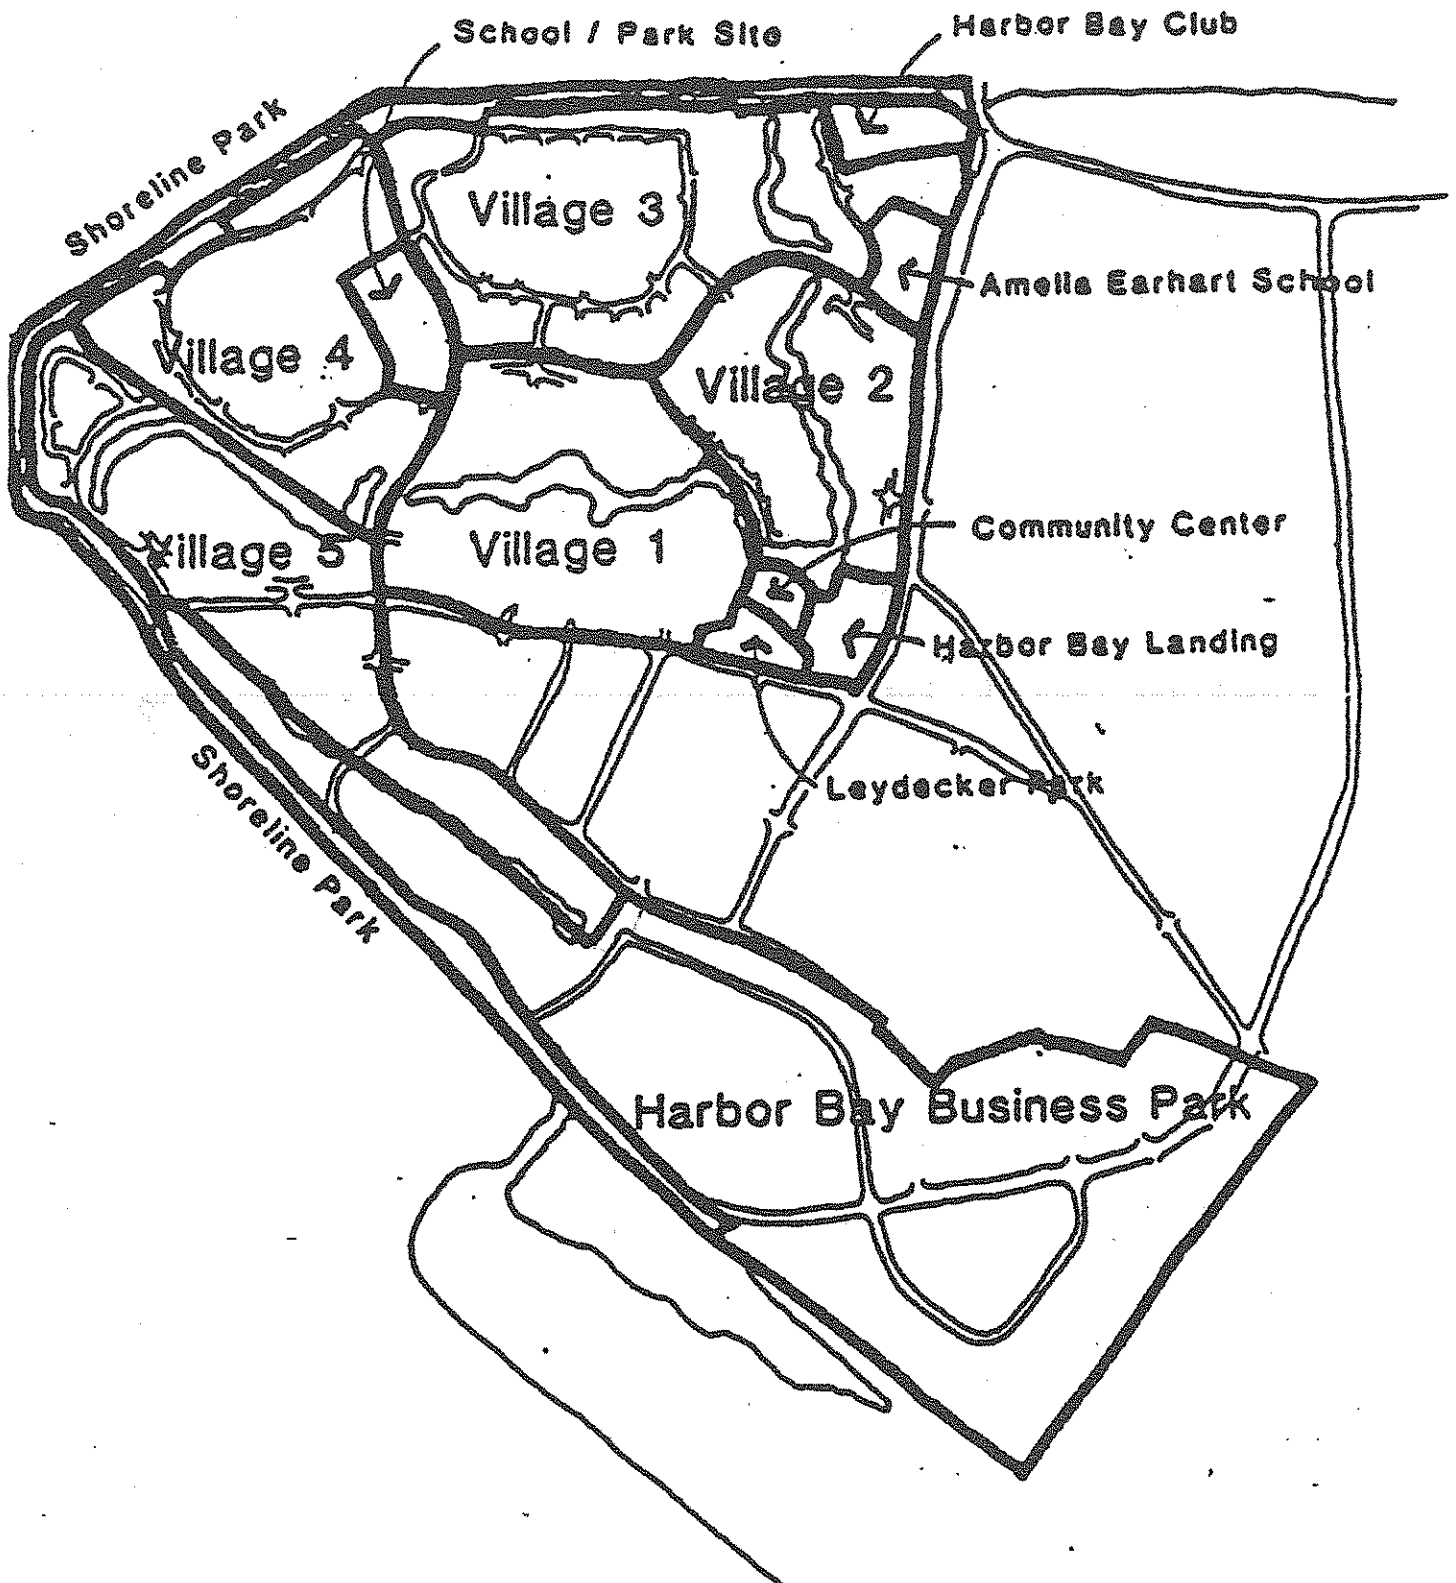 School / Park Site
Harbor Bay Club
Shoreline Park
Village 3
Amelia Earhart School
Village 4
Village 2
Community Center
Village 5
Village 1
Harbor Bay Landing
Shoreline Park
Leydecker Park
Harbor Bay Business Park